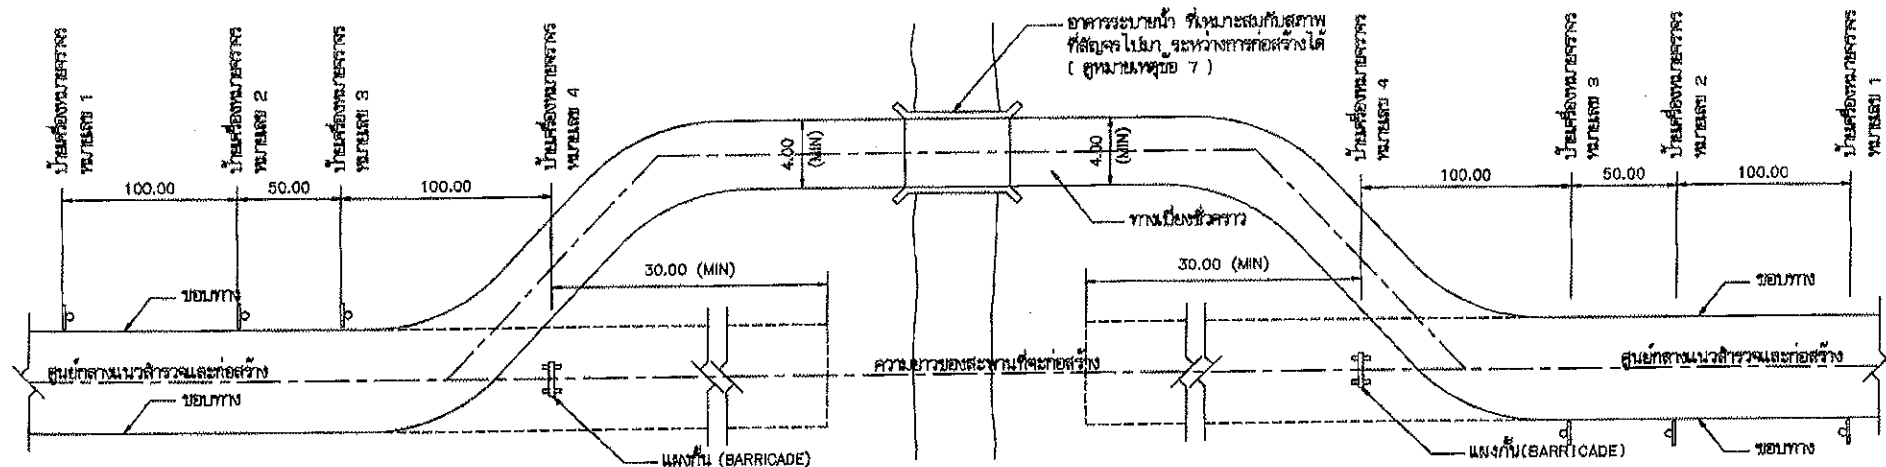 ป้ายเครื่องหมายจราจร
หมายเลข 1
ป้ายเครื่องหมายจราจร
หมายเลข 2
ป้ายเครื่องหมายจราจร
หมายเลข 3
ป้ายเครื่องหมายจราจร
หมายเลข 4
อาคารระบายน้ำ ที่เหมาะสมกับสภาพ
ที่สัญจรไปมา ระหว่างการก่อสร้างได้
( ดูหมายเหตุข้อ 7 )
ป้ายเครื่องหมายจราจร
หมายเลข 4
ป้ายเครื่องหมายจราจร
หมายเลข 3
ป้ายเครื่องหมายจราจร
หมายเลข 2
ป้ายเครื่องหมายจราจร
หมายเลข 1
100.00
50.00
100.00
4.00
(MIN)
4.00
(MIN)
100.00
50.00
100.00
ทางเบี่ยงชั่วคราว
30.00 (MIN)
30.00 (MIN)
ขอบทาง
ขอบทาง
ศูนย์กลางแนวสำรวจและก่อสร้าง
ความยาวของสะพานที่จะก่อสร้าง
ศูนย์กลางแนวสำรวจและก่อสร้าง
ขอบทาง
ขอบทาง
แผงกั้น (BARRICADE)
แผงกั้น(BARRICADE)